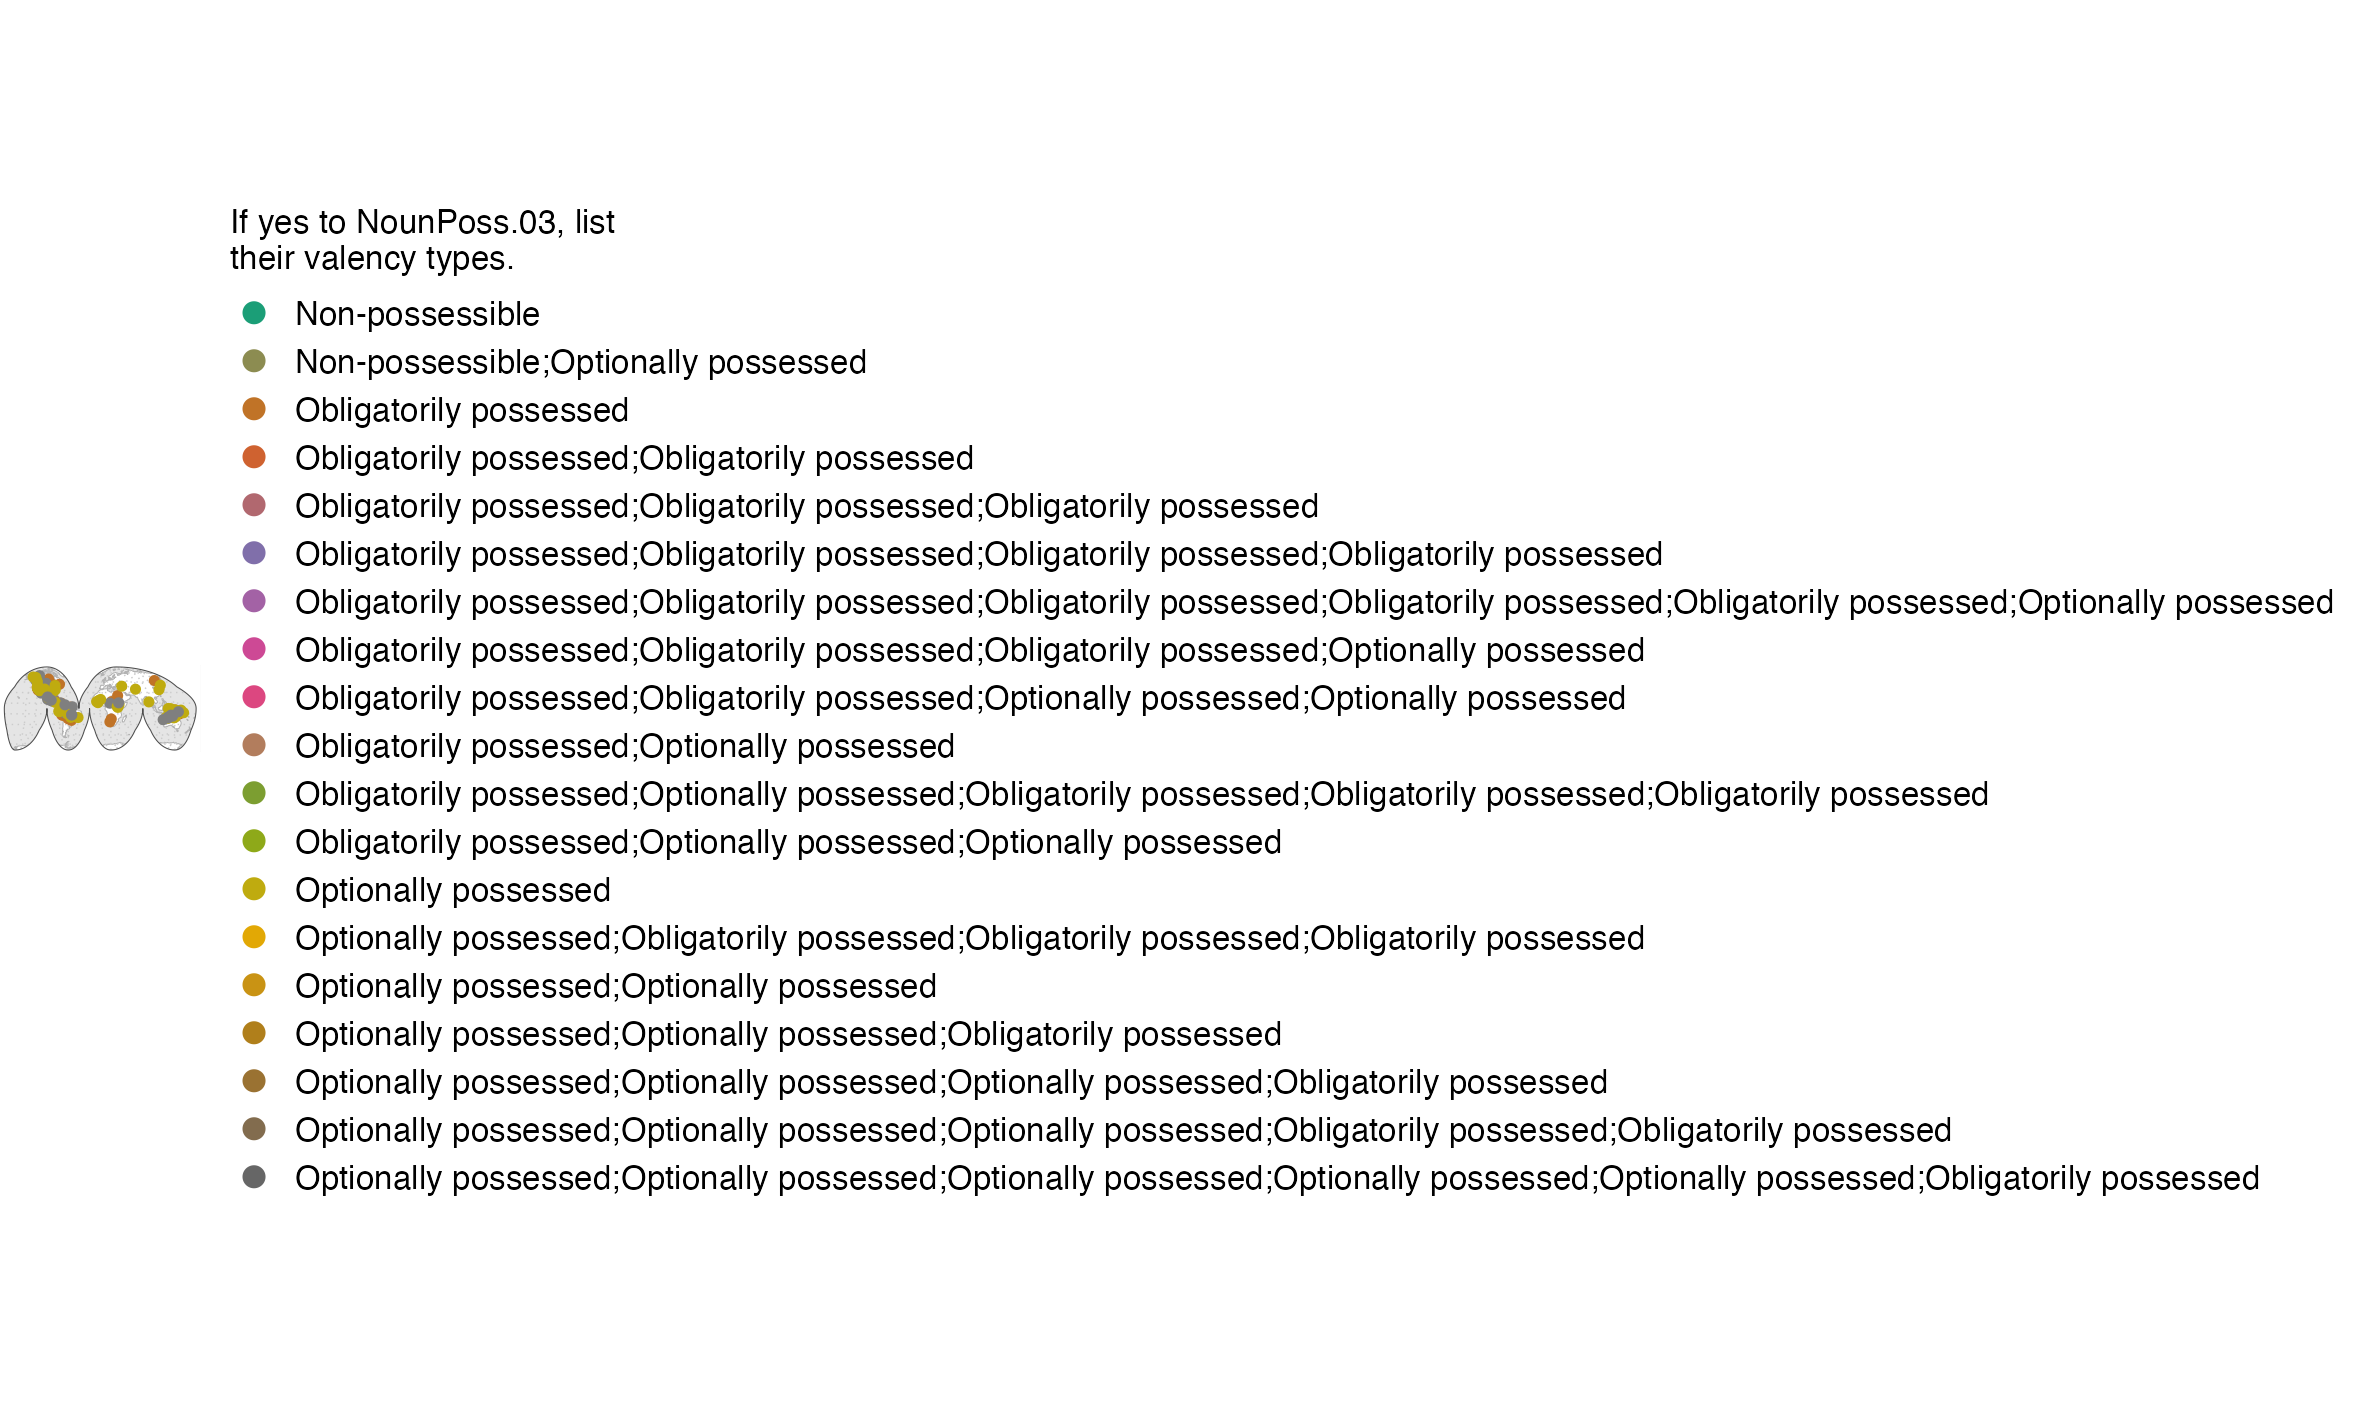 If yes to NounPoss.03, list
their valency types.
Non-possessible
Non-possessible;Optionally possessed
Obligatorily possessed
Obligatorily possessed;Obligatorily possessed
Obligatorily possessed;Obligatorily possessed;Obligatorily possessed
Obligatorily possessed;Obligatorily possessed;Obligatorily possessed;Obligatorily possessed
Obligatorily possessed;Obligatorily possessed;Obligatorily possessed;Obligatorily possessed;Obligatorily possessed;Optionally possessed
Obligatorily possessed;Obligatorily possessed;Obligatorily possessed;Optionally possessed
Obligatorily possessed;Obligatorily possessed;Optionally possessed;Optionally possessed
Obligatorily possessed;Optionally possessed
Obligatorily possessed;Optionally possessed;Obligatorily possessed;Obligatorily possessed;Obligatorily possessed
Obligatorily possessed;Optionally possessed;Optionally possessed
Optionally possessed
Optionally possessed;Obligatorily possessed;Obligatorily possessed;Obligatorily possessed
Optionally possessed;Optionally possessed
Optionally possessed;Optionally possessed;Obligatorily possessed
Optionally possessed;Optionally possessed;Optionally possessed;Obligatorily possessed
Optionally possessed;Optionally possessed;Optionally possessed;Obligatorily possessed;Obligatorily possessed
Optionally possessed;Optionally possessed;Optionally possessed;Optionally possessed;Optionally possessed;Obligatorily possessed